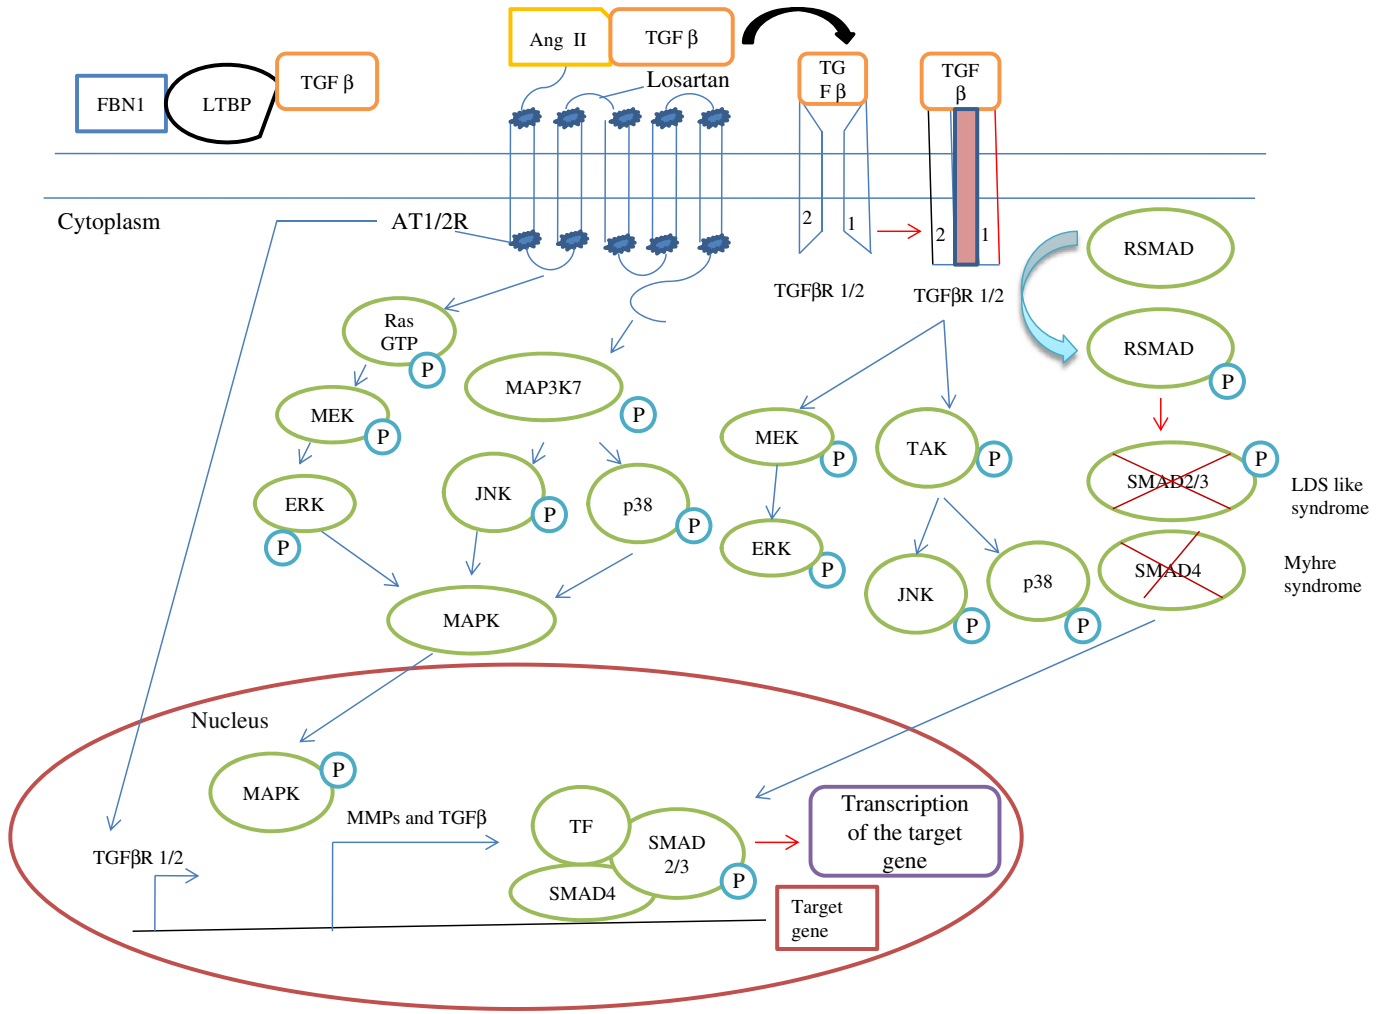 Ang II
TGF β
TG
F β
TGF
β
FBN1
LTBP
TGF β
Losartan
Cytoplasm
AT1/2R
2
1
2
1
RSMAD
TGFβR 1/2
TGFβR 1/2
Ras
GTP
P
MAP3K7
P
RSMAD
P
MEK
P
MEK
P
TAK
P
SMAD2/3
P
LDS like
syndrome
ERK
P
JNK
P
p38
P
ERK
P
JNK
P
p38
P
SMAD4
Myhre
syndrome
MAPK
Nucleus
MAPK
P
MMPs and TGFβ
TF
SMAD
2/3
P
SMAD4
Transcription
of the target
gene
TGFβR 1/2
Target
gene